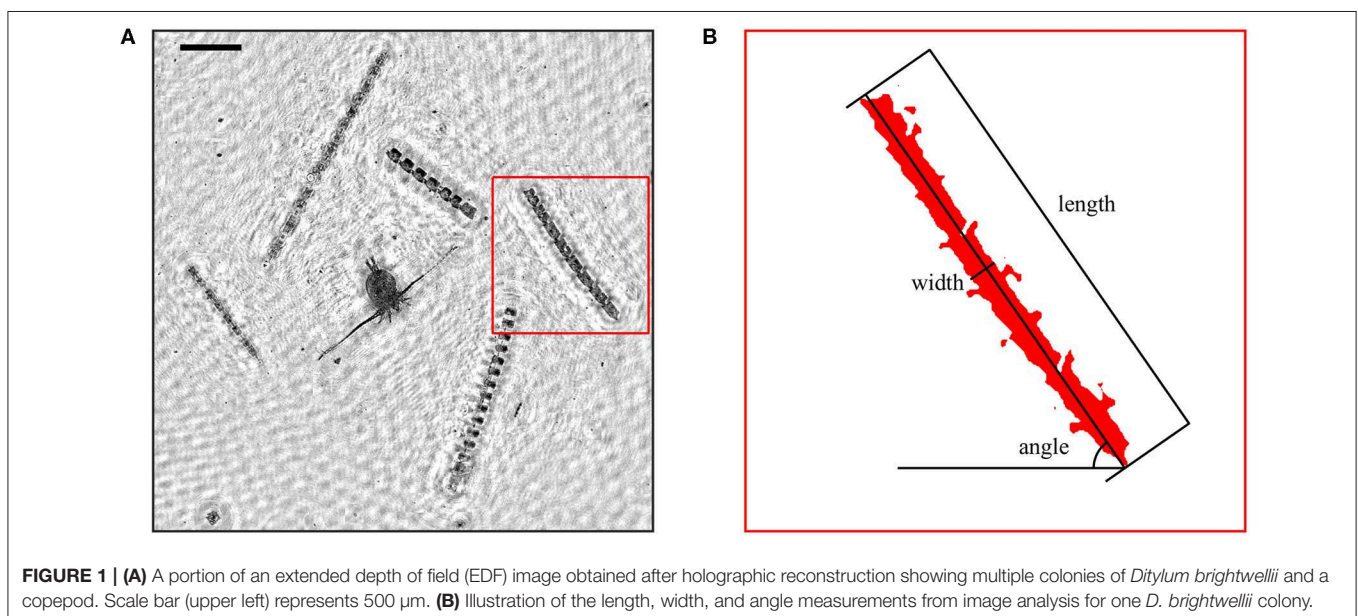 A
B
length
width
angle
FIGURE 1 | (A) A portion of an extended depth of field (EDF) image obtained after holographic reconstruction showing multiple colonies of Ditylum brightwellii and a
copepod. Scale bar (upper left) represents 500 µm. (B) Illustration of the length, width, and angle measurements from image analysis for one D. brightwellii colony.